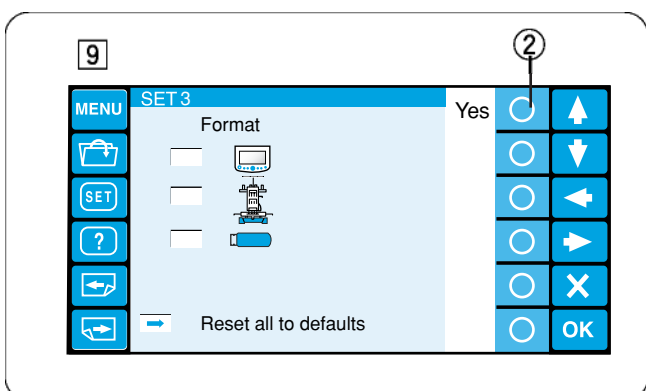 9
2
MENU
SET 3
Yes
Format
SET
?
Reset all to defaults
OK